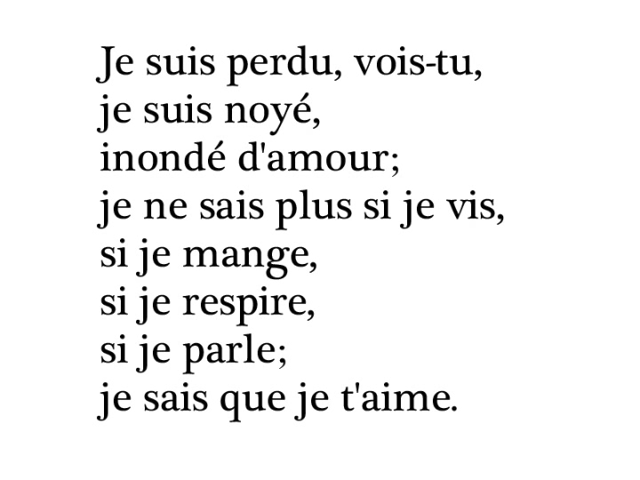 Je suis perdu, vois-tu,
je suis noyé,
inondé d'amour;
je ne sais plus si je vis,
si je mange,
si je respire,
si je parle;
je sais que je t'aime.